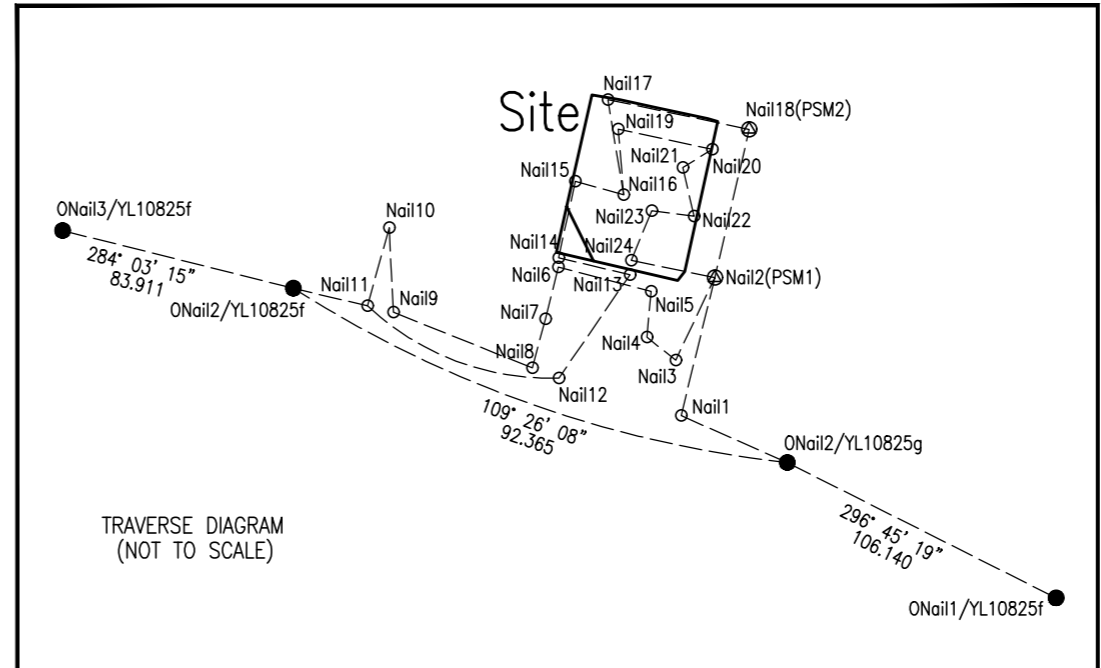 Nail17
Site
Nail18(PSM2)
Nail19
Nail21
Nail20
Nail15
Nail16
ONail3/YL10825f
Nail10
Nail23
Nail22
284° 03' 15"
83.911
Nail14
Nail24
Nail6
Nail13
Nail2(PSM1)
ONail2/YL10825f
Nail11
Nail9
Nail5
Nail7
Nail4
Nail8
Nail3
Nail12
109° 26' 08"
92.365
Nail1
ONail2/YL10825g
TRAVERSE DIAGRAM
(NOT TO SCALE)
296° 45' 19"
106.140
ONail1/YL10825f